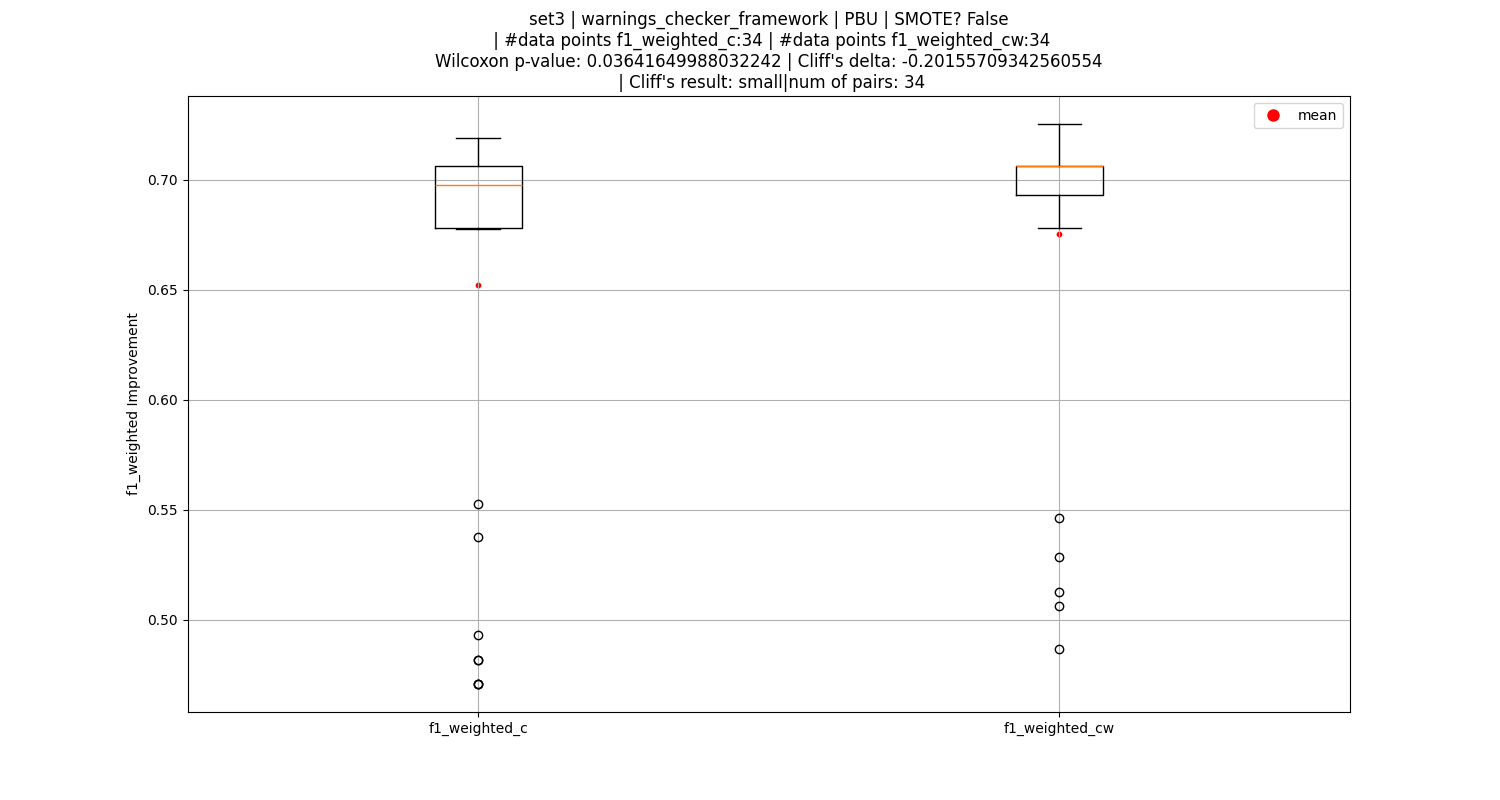 set3 | warnings_checker_framework | PBU | SMOTE? False
| #data points f1_weighted_c:34 | #data points f1_weighted_cw:34
Wilcoxon p-value: 0.03641649988032242 | Cliff's delta: -0.20155709342560554
| Cliff's result: small|num of pairs: 34
mean
0.70
0.65
0.60
0.55
0.50
f1_weighted Improvement
f1_weighted_c
f1_weighted_cw